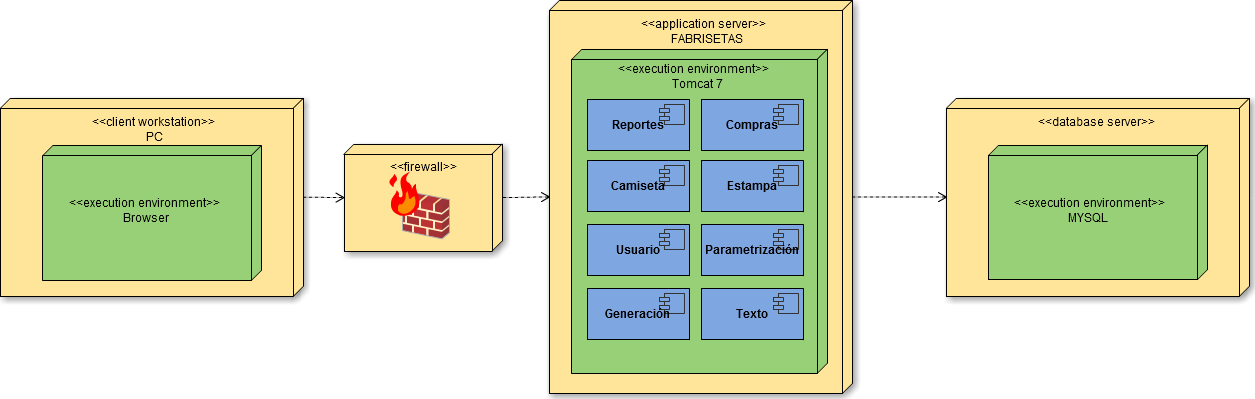 <<client workstation>>
PC
<<execution environment>>
Browser
<<firewall>>
<<application server>>
FABRISETAS
<<execution environment>>
Tomcat 7
Reportes
Compras
Camiseta
Estampa
Usuario
Parametrización
Generación
Texto
<<database server>>
<<execution environment>>
MYSQL